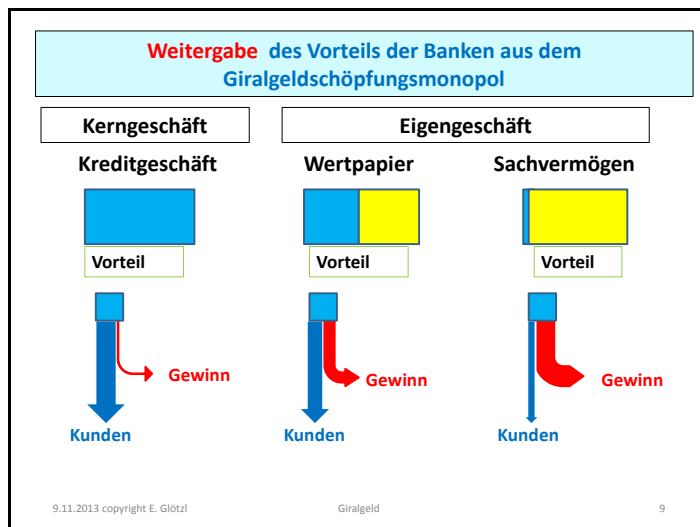 Weitergabe des Vorteils der Banken aus dem
Giralgeldschöpfungsmonopol
Kerngeschäft
Eigengeschäft
Kreditgeschäft
Wertpapier
Sachvermögen
Vorteil
Vorteil
Vorteil
Gewinn
Gewinn
Gewinn
Kunden
Kunden
Kunden
9.11.2013 copyright E. Glötzl
Giralgeld
9